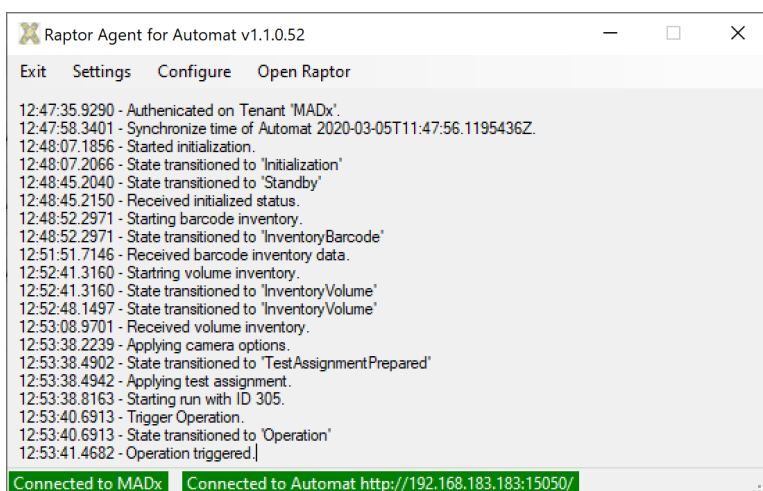 Raptor Agent for Automat v1.1.0.52
Exit Settings Configure Open Raptor
12:47:35.9290 - Authenicated on Tenant 'MADx'.
12:47:58.3401 - Synchronize time of Automat 2020-03-05T11:47:56.1195436Z.
12:48:07.1856 - Started initialization.
12:48:07.2066 - State transitioned to 'Initialization'
12:48:45.2040 - State transitioned to 'Standby'
12:48:45.2150 - Received initialized status.
12:48:52.2971 - Starting barcode inventory.
12:48:52.2971 - State transitioned to 'InventoryBarcode'
12:51:51.7146 - Received barcode inventory data.
12:52:41.3160 - Startring volume inventory.
12:52:41.3160 - State transitioned to 'InventoryVolume'
12:52:48.1497 - State transitioned to 'InventoryVolume'
12:53:08.9701 - Received volume inventory.
12:53:38.2239 - Applying camera options.
12:53:38.4902 - State transitioned to 'TestAssignmentPrepared'
12:53:38.4942 - Applying test assignment.
12:53:38.8163 - Starting run with ID 305.
12:53:40.6913 - Trigger Operation.
12:53:40.6913 - State transitioned to 'Operation'
12:53:41.4682 - Operation triggered.
Connected to MADx Connected to Automat http://192.168.183.183:15050/